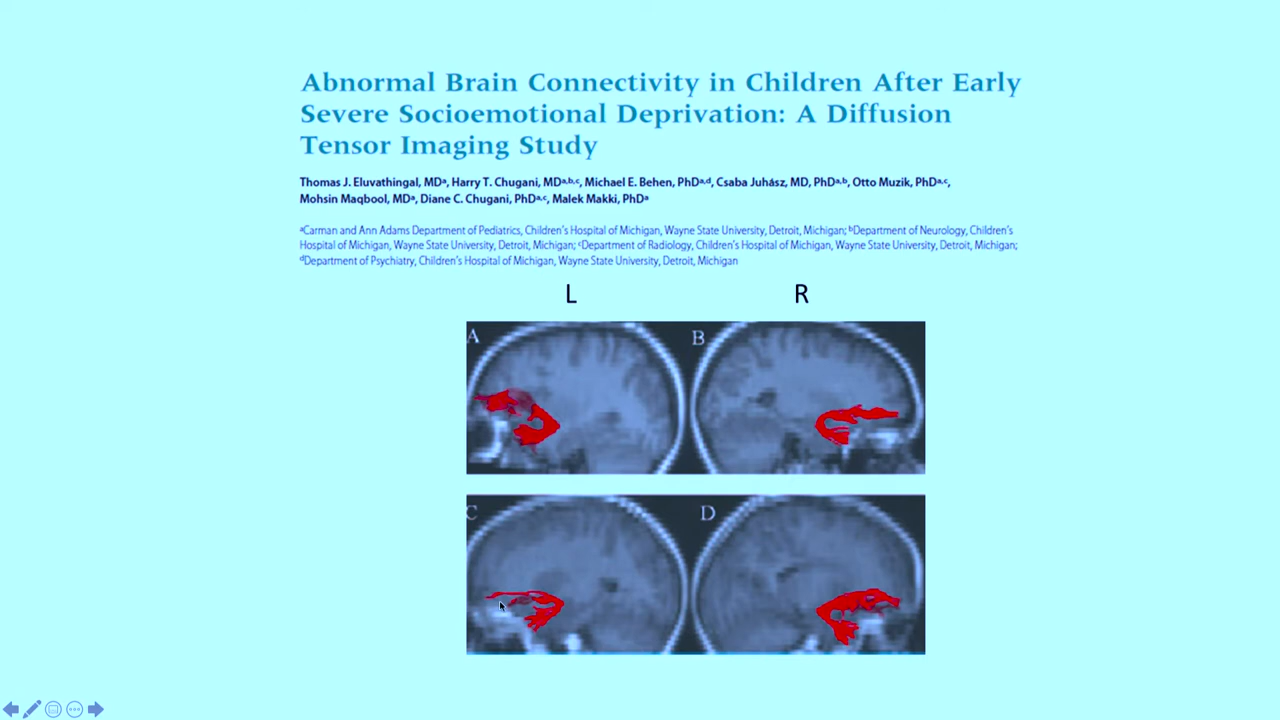 Abnormal Brain Connectivity in Children After Early
Severe Socioemotional Deprivation: A Diffusion
Tensor Imaging Study
Thomas J. Eluvathingal, MDᵃ, Harry T. Chugani, MDᵃ,ᵇ,ᶜ, Michael E. Behen, PhDᵃ,ᵈ, Csaba Juhász, MD, PhDᵃ,ᵇ, Otto Muzik, PhDᵃ,ᶜ,
Mohsin Maqbool, MDᵃ, Diane C. Chugani, PhDᵃ,ᶜ, Malek Makki, PhDᵃ
ᵃCarman and Ann Adams Department of Pediatrics, Children's Hospital of Michigan, Wayne State University, Detroit, Michigan; ᵇDepartment of Neurology, Children's
Hospital of Michigan, Wayne State University, Detroit, Michigan; ᶜDepartment of Radiology, Children's Hospital of Michigan, Wayne State University, Detroit, Michigan;
ᵈDepartment of Psychiatry, Children's Hospital of Michigan, Wayne State University, Detroit, Michigan
L R
A B
C D